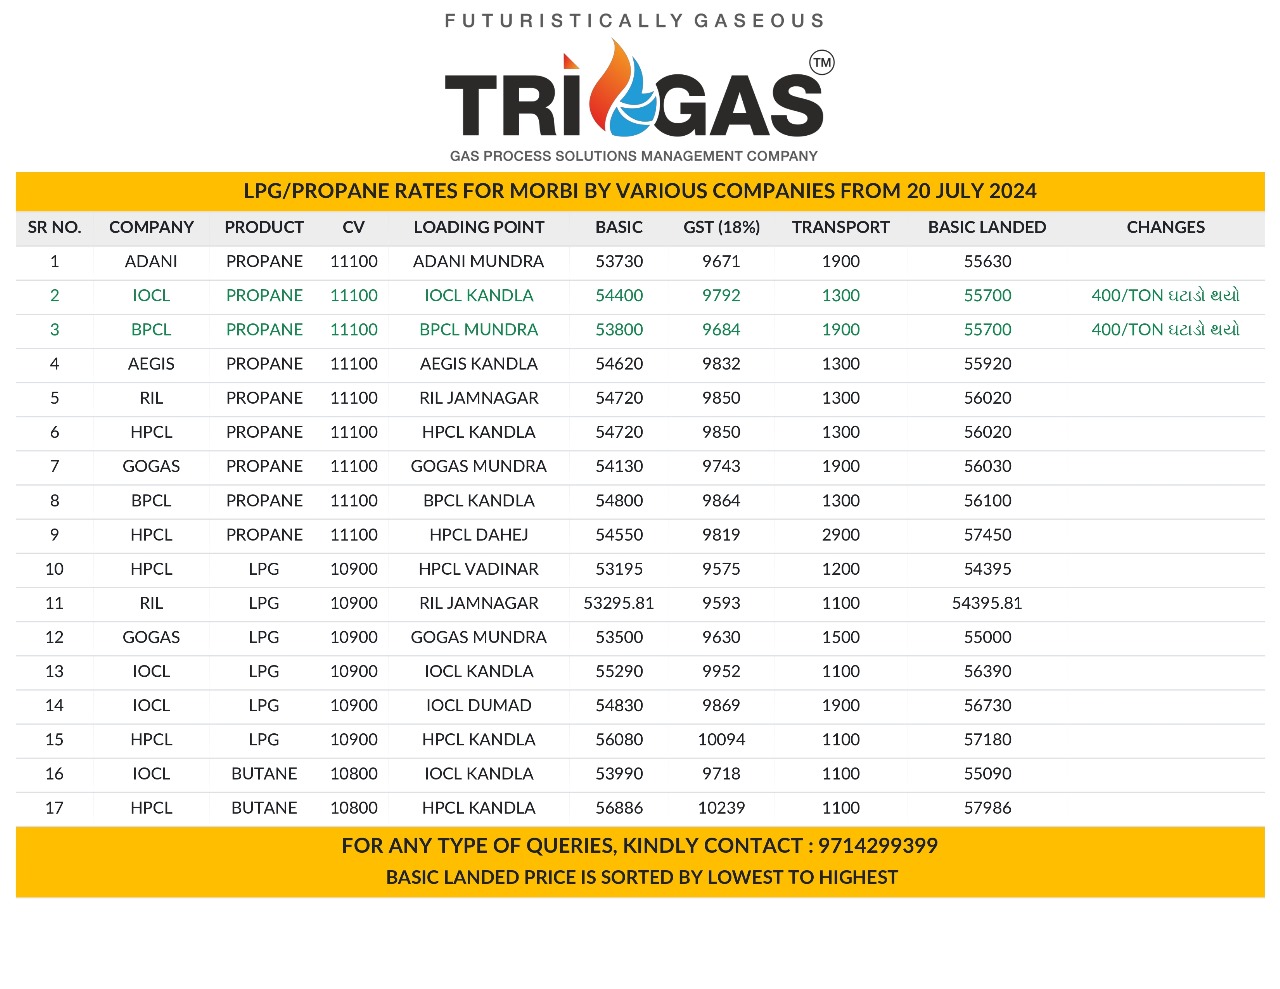 FUTURISTICALLY GASEOUS
TRiGAS TM
GAS PROCESS SOLUTIONS MANAGEMENT COMPANY
LPG/PROPANE RATES FOR MORBI BY VARIOUS COMPANIES FROM 20 JULY 2024
SR NO. COMPANY PRODUCT CV LOADING POINT BASIC GST (18%) TRANSPORT BASIC LANDED CHANGES
1 ADANI PROPANE 11100 ADANI MUNDRA 53730 9671 1900 55630
2 IOCL PROPANE 11100 IOCL KANDLA 54400 9792 1300 55700 400/TON ઘટાડો થયો
3 BPCL PROPANE 11100 BPCL MUNDRA 53800 9684 1900 55700 400/TON ઘટાડો થયો
4 AEGIS PROPANE 11100 AEGIS KANDLA 54620 9832 1300 55920
5 RIL PROPANE 11100 RIL JAMNAGAR 54720 9850 1300 56020
6 HPCL PROPANE 11100 HPCL KANDLA 54720 9850 1300 56020
7 GOGAS PROPANE 11100 GOGAS MUNDRA 54130 9743 1900 56030
8 BPCL PROPANE 11100 BPCL KANDLA 54800 9864 1300 56100
9 HPCL PROPANE 11100 HPCL DAHEJ 54550 9819 2900 57450
10 HPCL LPG 10900 HPCL VADINAR 53195 9575 1200 54395
11 RIL LPG 10900 RIL JAMNAGAR 53295.81 9593 1100 54395.81
12 GOGAS LPG 10900 GOGAS MUNDRA 53500 9630 1500 55000
13 IOCL LPG 10900 IOCL KANDLA 55290 9952 1100 56390
14 IOCL LPG 10900 IOCL DUMAD 54830 9869 1900 56730
15 HPCL LPG 10900 HPCL KANDLA 56080 10094 1100 57180
16 IOCL BUTANE 10800 IOCL KANDLA 53990 9718 1100 55090
17 HPCL BUTANE 10800 HPCL KANDLA 56886 10239 1100 57986
FOR ANY TYPE OF QUERIES, KINDLY CONTACT : 9714299399
BASIC LANDED PRICE IS SORTED BY LOWEST TO HIGHEST